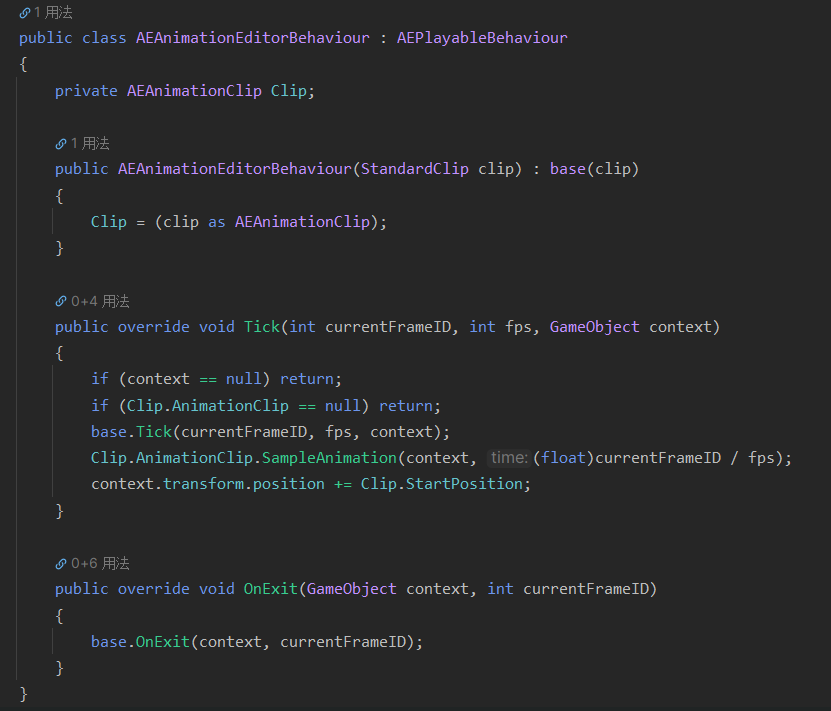 1 用法
public class AEAnimationEditorBehaviour : AEPlayableBehaviour
{
private AEAnimationClip Clip;
1 用法
public AEAnimationEditorBehaviour(StandardClip clip) : base(clip)
{
Clip = (clip as AEAnimationClip);
}
0+4 用法
public override void Tick(int currentFrameID, int fps, GameObject context)
{
if (context == null) return;
if (Clip.AnimationClip == null) return;
base.Tick(currentFrameID, fps, context);
Clip.AnimationClip.SampleAnimation(context, time: (float)currentFrameID / fps);
context.transform.position += Clip.StartPosition;
}
0+6 用法
public override void OnExit(GameObject context, int currentFrameID)
{
base.OnExit(context, currentFrameID);
}
}